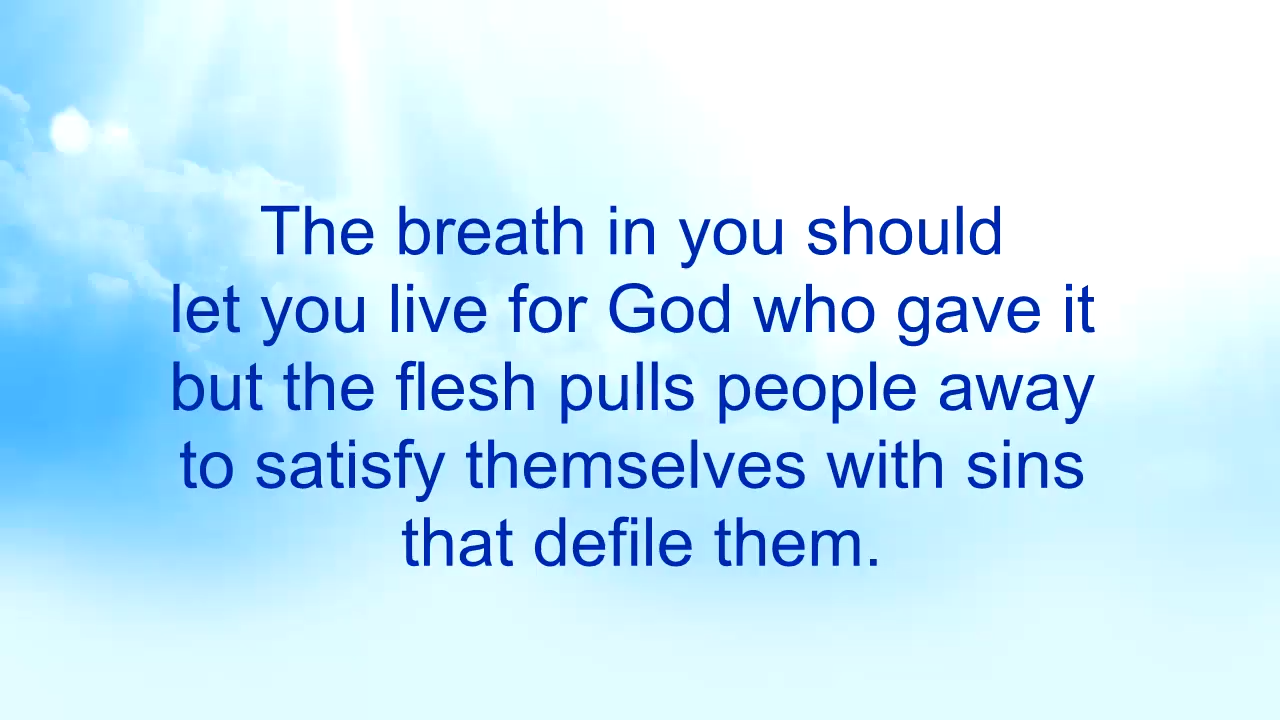 The breath in you should
let you live for God who gave it
but the flesh pulls people away
to satisfy themselves with sins
that defile them.